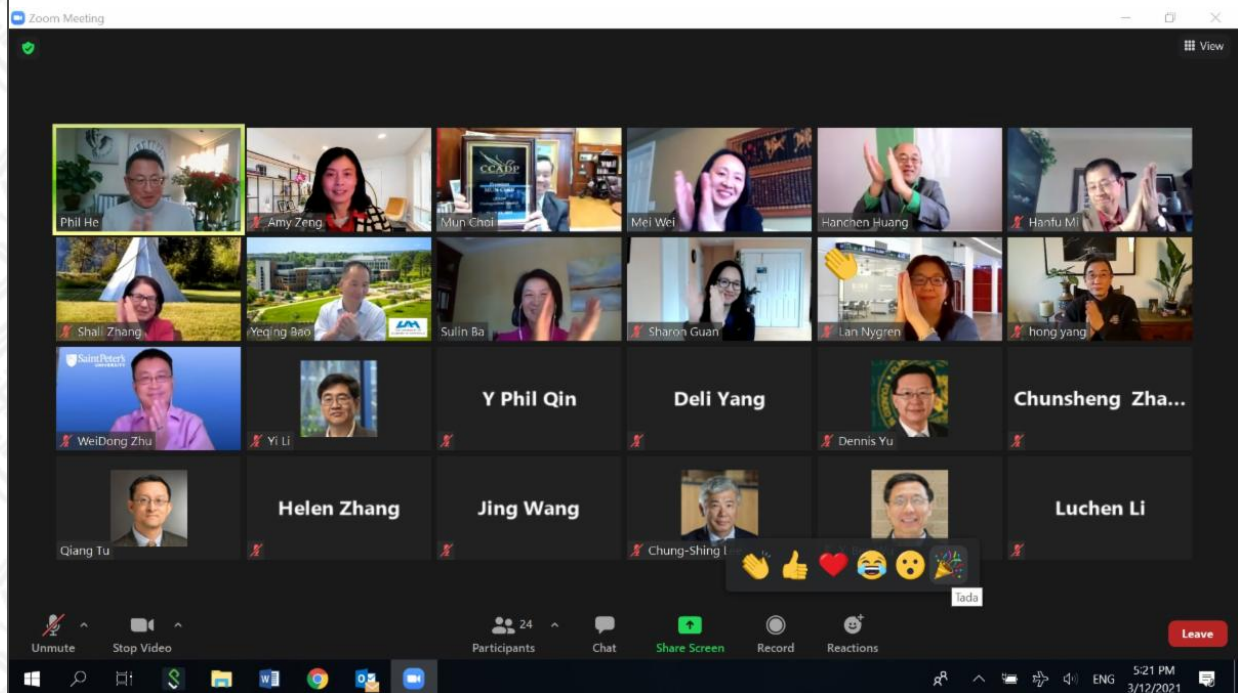 Zoom Meeting
View
Phil He
Amy Zeng
CCADP
Mun Choi
Mei Wei
Hanchen Huang
Hanfu Mi
Shali Zhang
Yeqing Bao
Sulin Ba
Sharon Guan
Lan Nygren
hong yang
Saint Peter's
UNIVERSITY
WeiDong Zhu
Yi Li
Y Phil Qin
Deli Yang
Dennis Yu
Chunsheng Zha...
Qiang Tu
Helen Zhang
Jing Wang
Chung-Shing
Luchen Li
Tada
Unmute
Stop Video
24
Participants
Chat
Share Screen
Record
Reactions
Leave
ENG
5:21 PM
3/12/2021